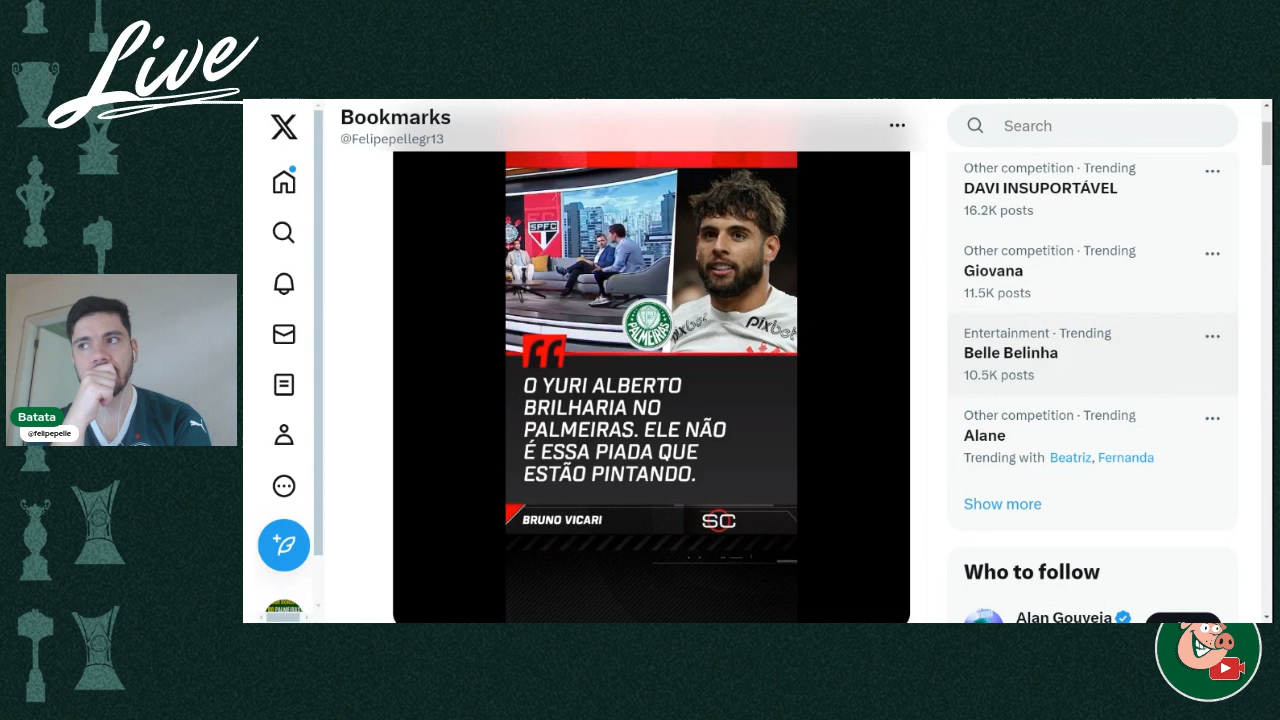 Live
Bookmarks
@Felipepellegr13
Search
Other competition · Trending
DAVI INSUPORTÁVEL
16.2K posts
Other competition · Trending
Giovana
11.5K posts
Entertainment · Trending
Belle Belinha
10.5K posts
Other competition · Trending
Alane
Trending with Beatriz, Fernanda
Show more
Who to follow
Alan Gouveia
SPFC
PALMEIRAS
pixbet
O YURI ALBERTO
BRILHARIA NO
PALMEIRAS. ELE NÃO
É ESSA PIADA QUE
ESTÃO PINTANDO.
BRUNO VICARI
SC
Batata
@felipepelle